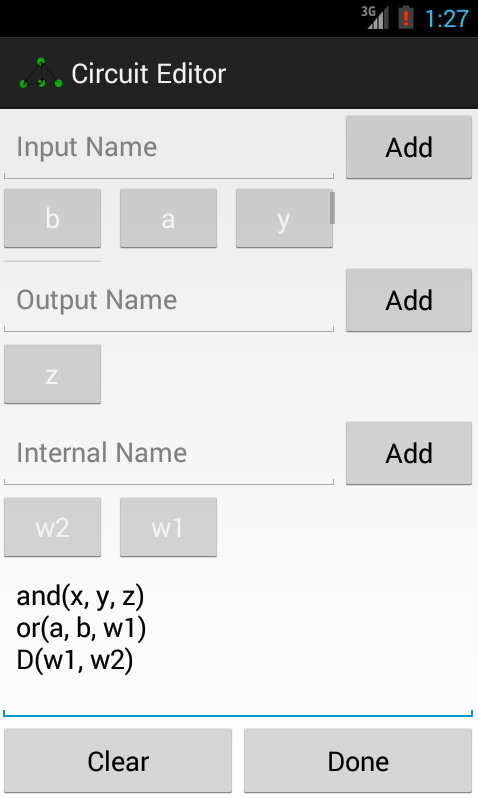 3G 1:27
Circuit Editor
Input Name Add
b a y
Output Name Add
z
Internal Name Add
w2 w1
and(x, y, z)
or(a, b, w1)
D(w1, w2)
Clear Done